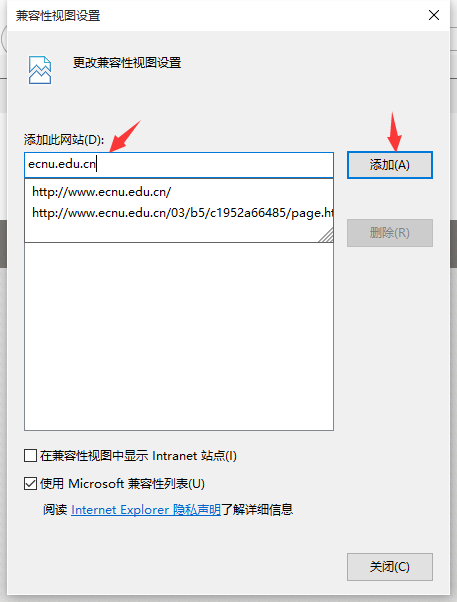 兼容性视图设置
更改兼容性视图设置
添加此网站(D):
ecnu.edu.cn
添加(A)
http://www.ecnu.edu.cn/
http://www.ecnu.edu.cn/03/b5/c1952a66485/page.ht
删除(R)
在兼容性视图中显示 Intranet 站点(I)
使用 Microsoft 兼容性列表(U)
阅读 Internet Explorer 隐私声明了解详细信息
关闭(C)